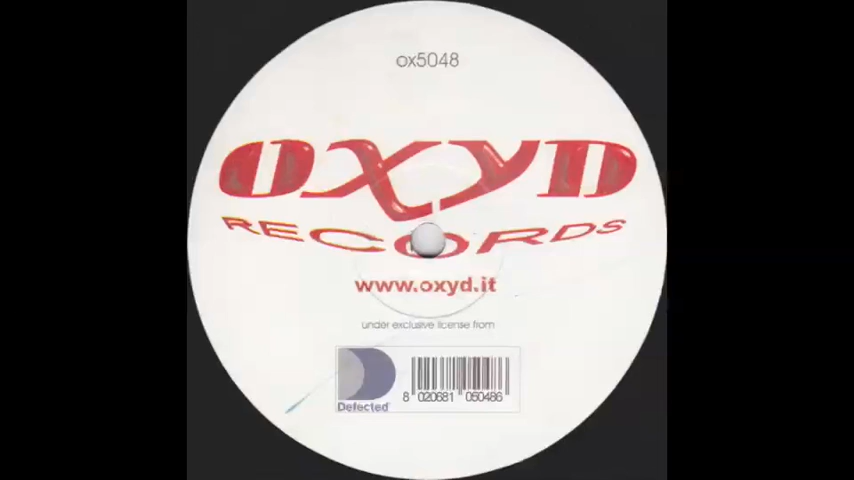 ox5048
OXYD
RECORDS
www.oxyd.it
under exclusive license from
Defected
8 020681 050486